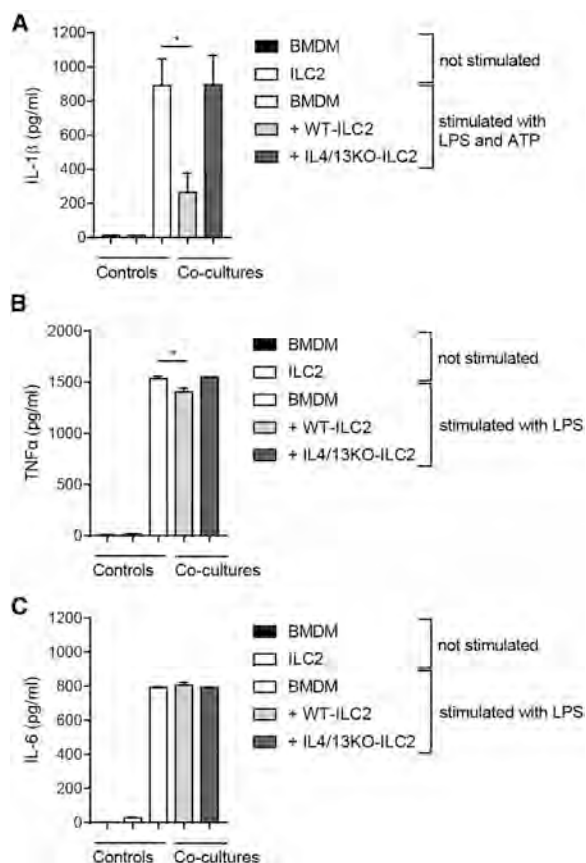 A
IL-1β (pg/ml)
1200
1000
800
600
400
200
0
Controls Co-cultures
BMDM
ILC2
BMDM
+ WT-ILC2
+ IL4/13KO-ILC2
not stimulated
stimulated with
LPS and ATP
*
B
TNFα (pg/ml)
2000
1500
1000
500
0
Controls Co-cultures
BMDM
ILC2
BMDM
+ WT-ILC2
+ IL4/13KO-ILC2
not stimulated
stimulated with LPS
*
C
IL-6 (pg/ml)
1200
1000
800
600
400
200
0
Controls Co-cultures
BMDM
ILC2
BMDM
+ WT-ILC2
+ IL4/13KO-ILC2
not stimulated
stimulated with LPS